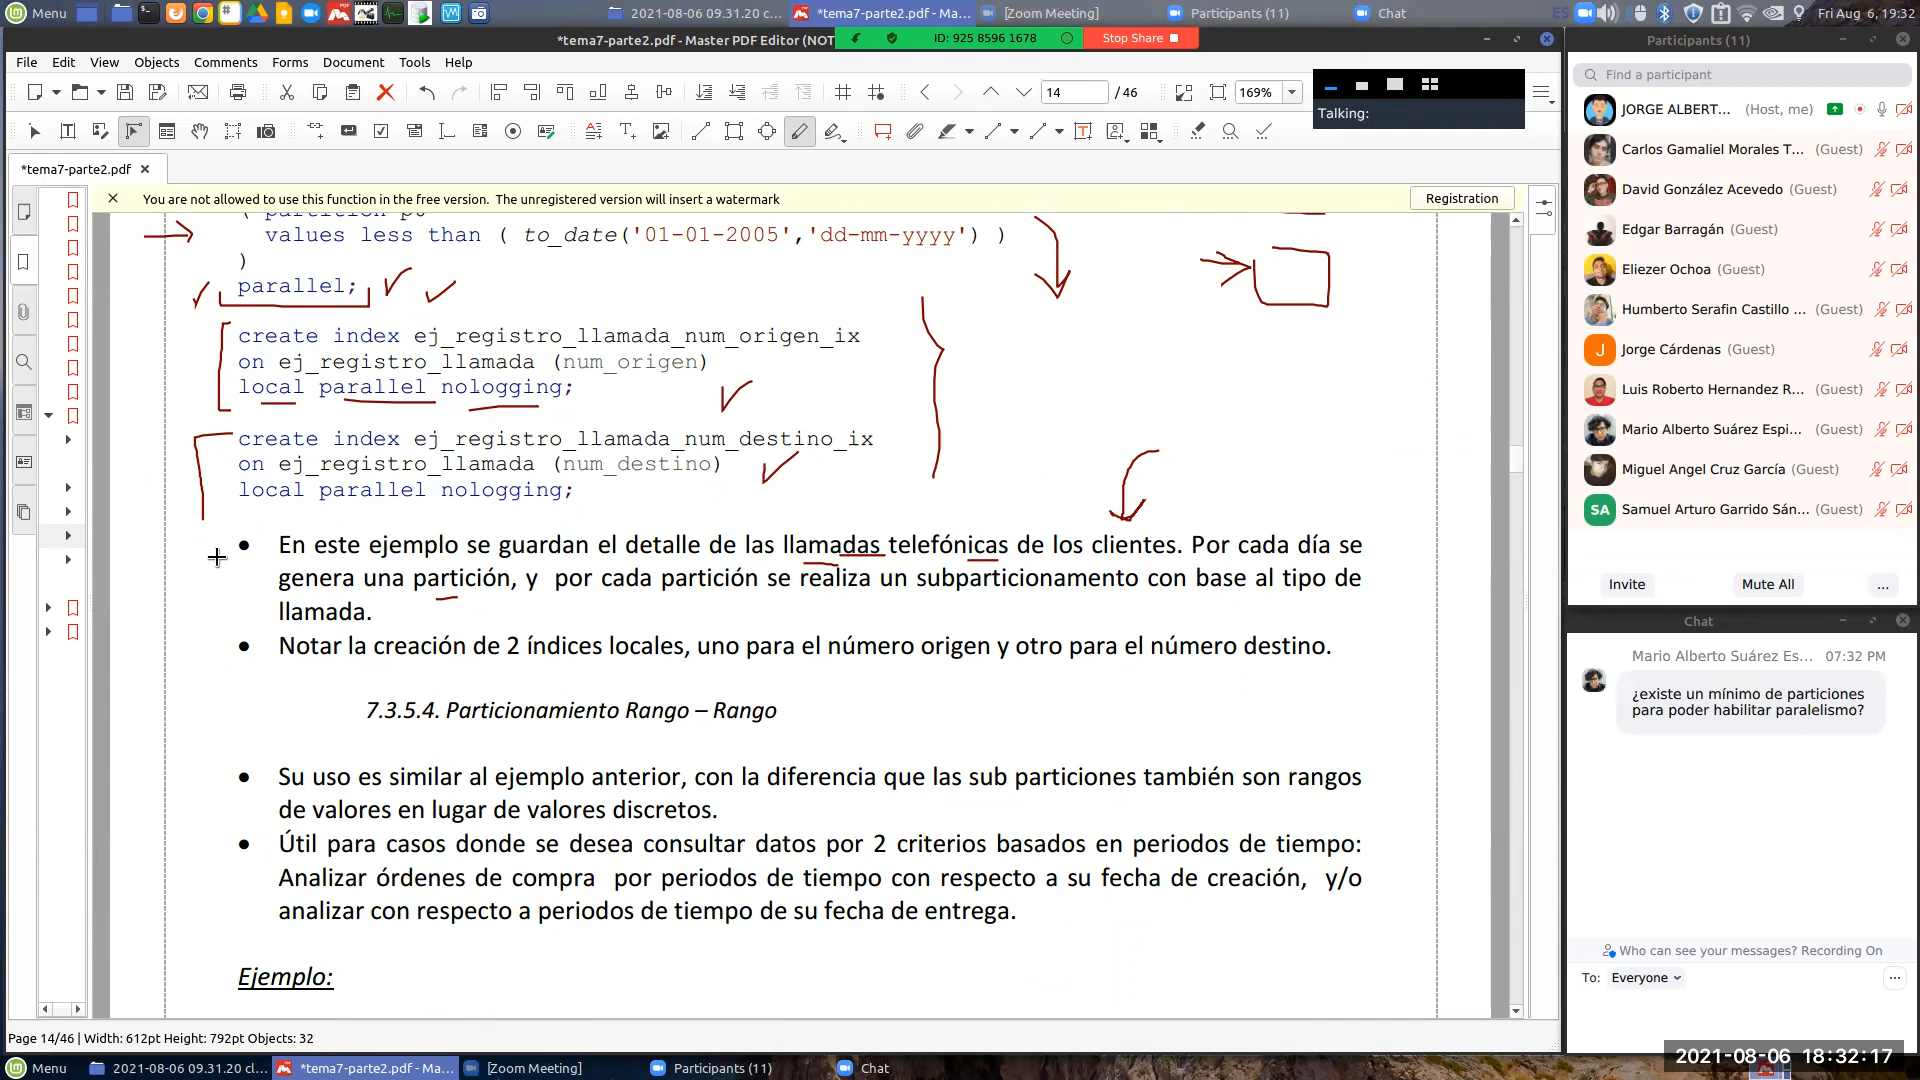 Menu
2021-08-06 09.31.20 c...
*tema7-parte2.pdf - Ma...
[Zoom Meeting]
Participants (11)
Chat
ES
Fri Aug 6, 19:32
*tema7-parte2.pdf - Master PDF Editor (NOT
ID: 925 8596 1678
Stop Share
File Edit View Objects Comments Forms Document Tools Help
14 / 46
169%
Talking:
*tema7-parte2.pdf
You are not allowed to use this function in the free version. The unregistered version will insert a watermark
Registration
( partition p0
values less than ( to_date('01-01-2005','dd-mm-yyyy') )
)
parallel;
create index ej_registro_llamada_num_origen_ix
on ej_registro_llamada (num_origen)
local parallel nologging;
create index ej_registro_llamada_num_destino_ix
on ej_registro_llamada (num_destino)
local parallel nologging;
• En este ejemplo se guardan el detalle de las llamadas telefónicas de los clientes. Por cada día se
genera una partición, y por cada partición se realiza un subparticionamento con base al tipo de
llamada.
• Notar la creación de 2 índices locales, uno para el número origen y otro para el número destino.
7.3.5.4. Particionamiento Rango – Rango
• Su uso es similar al ejemplo anterior, con la diferencia que las sub particiones también son rangos
de valores en lugar de valores discretos.
• Útil para casos donde se desea consultar datos por 2 criterios basados en periodos de tiempo:
Analizar órdenes de compra por periodos de tiempo con respecto a su fecha de creación, y/o
analizar con respecto a periodos de tiempo de su fecha de entrega.
Ejemplo:
Page 14/46 | Width: 612pt Height: 792pt Objects: 32
Participants (11)
Find a participant
JORGE ALBERT... (Host, me)
Carlos Gamaliel Morales T... (Guest)
David González Acevedo (Guest)
Edgar Barragán (Guest)
Eliezer Ochoa (Guest)
Humberto Serafin Castillo ... (Guest)
J Jorge Cárdenas (Guest)
Luis Roberto Hernandez R... (Guest)
Mario Alberto Suárez Espi... (Guest)
Miguel Angel Cruz García (Guest)
SA Samuel Arturo Garrido Sán... (Guest)
Invite
Mute All
...
Chat
Mario Alberto Suárez Es... 07:32 PM
¿existe un mínimo de particiones
para poder habilitar paralelismo?
Who can see your messages? Recording On
To: Everyone
2021-08-06 18:32:17
Menu
2021-08-06 09.31.20 cl...
*tema7-parte2.pdf - Ma...
[Zoom Meeting]
Participants (11)
Chat